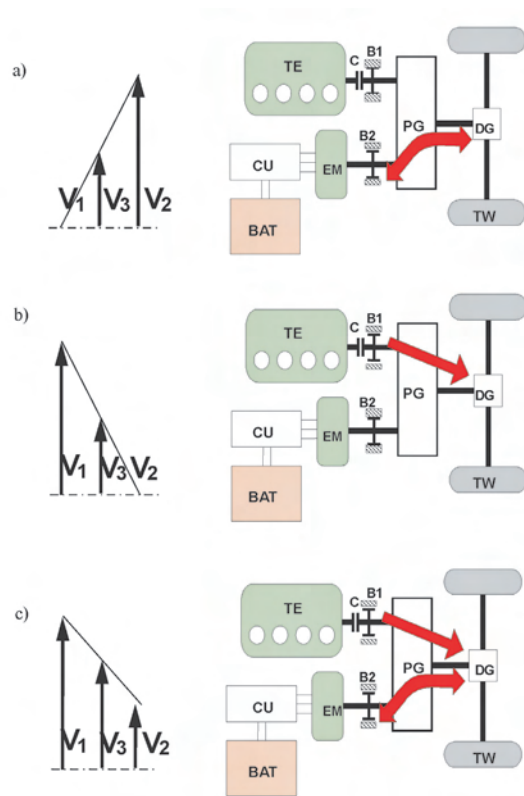 a)
V1
V3
V2
TE
C
B1
B2
PG
DG
CU
EM
BAT
TW
b)
V1
V3
V2
TE
C
B1
B2
PG
DG
CU
EM
BAT
TW
c)
V1
V3
V2
TE
C
B1
B2
PG
DG
CU
EM
BAT
TW